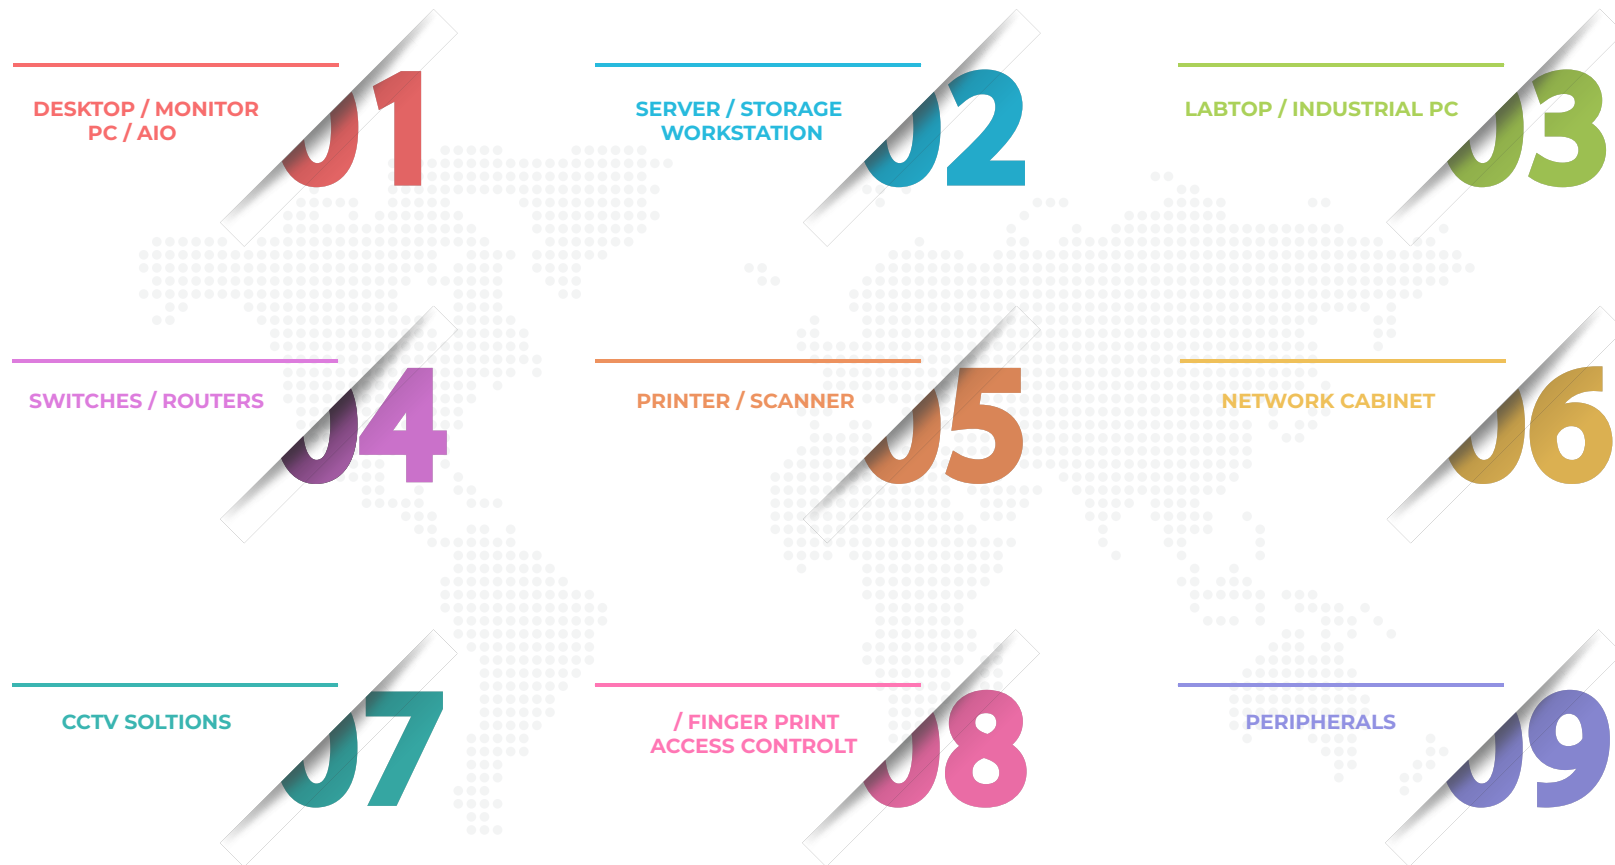 DESKTOP / MONITOR
PC / AIO
01
SERVER / STORAGE
WORKSTATION
02
LABTOP / INDUSTRIAL PC
03
SWITCHES / ROUTERS
04
PRINTER / SCANNER
05
NETWORK CABINET
06
CCTV SOLTIONS
07
/ FINGER PRINT
ACCESS CONTROLT
08
PERIPHERALS
09